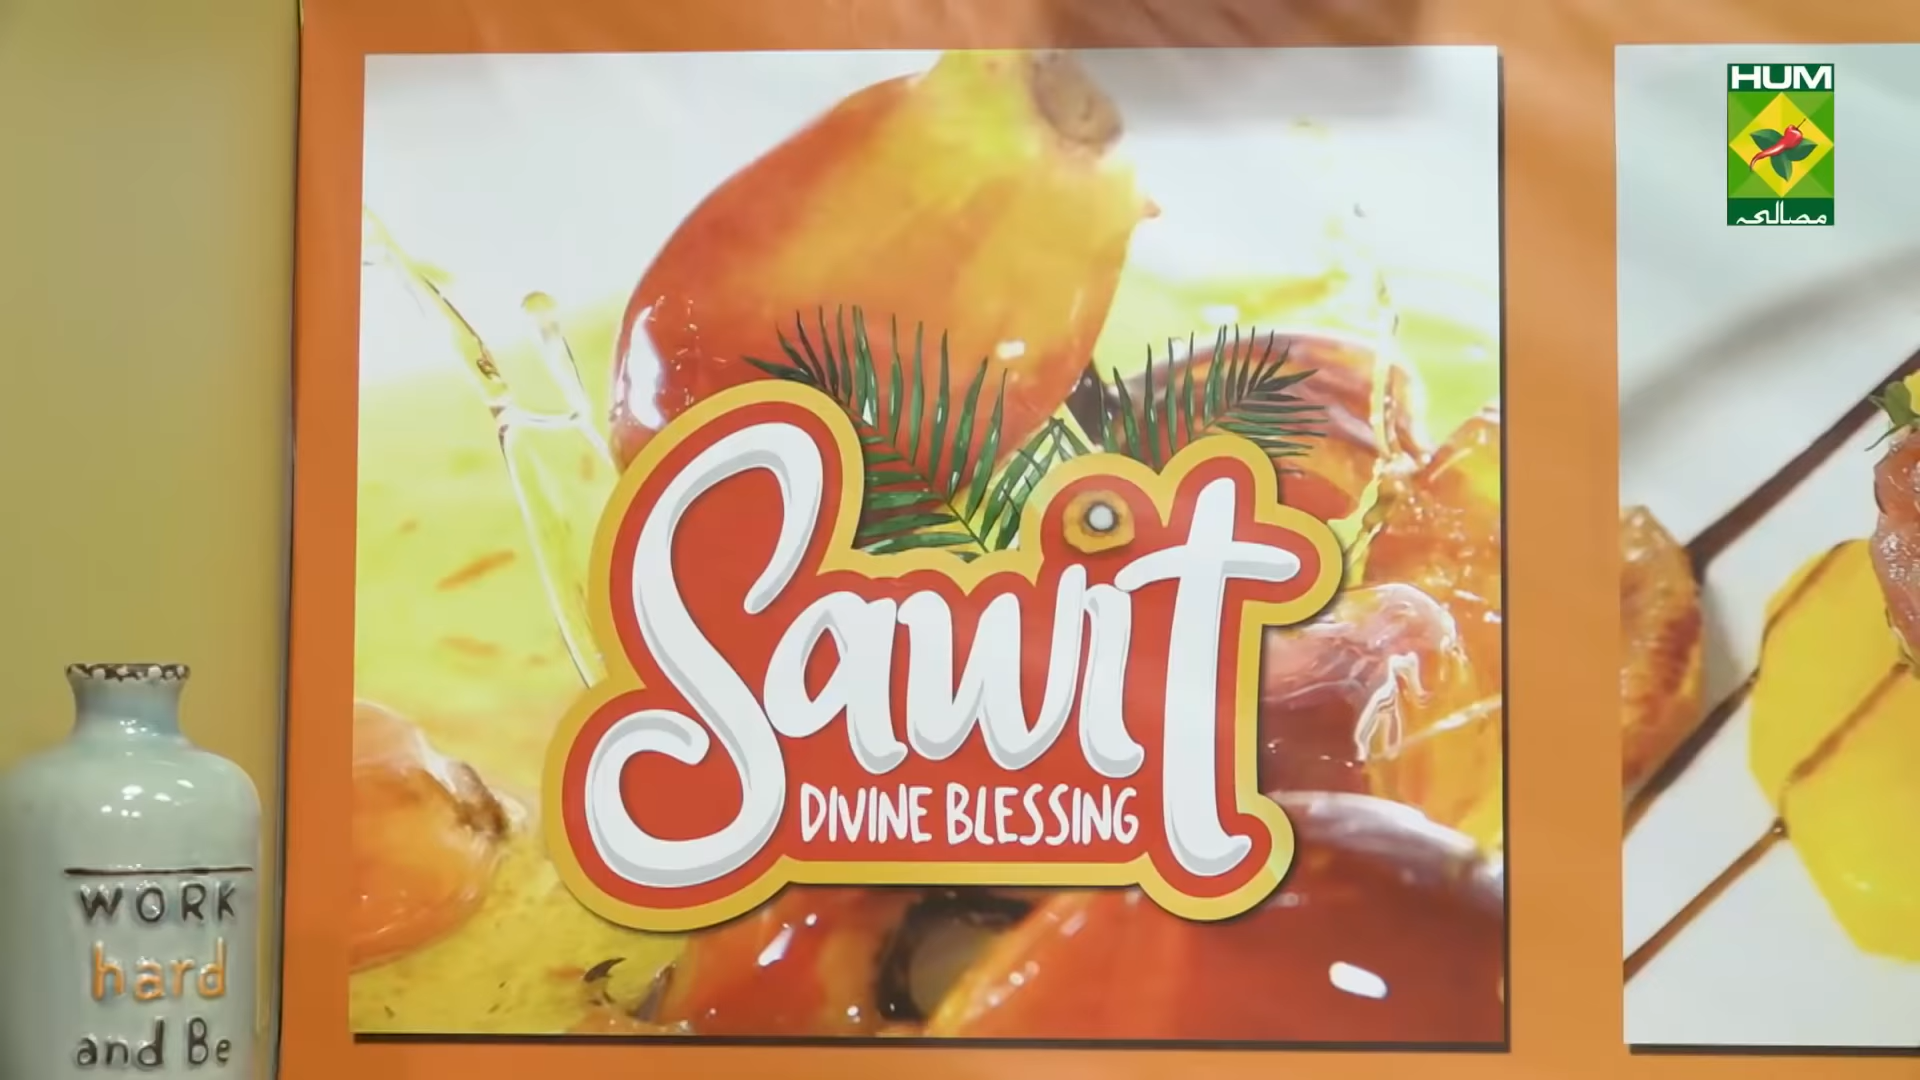 HUM
مصالحہ
Sawit
DIVINE BLESSING
WORK
hard
and Be